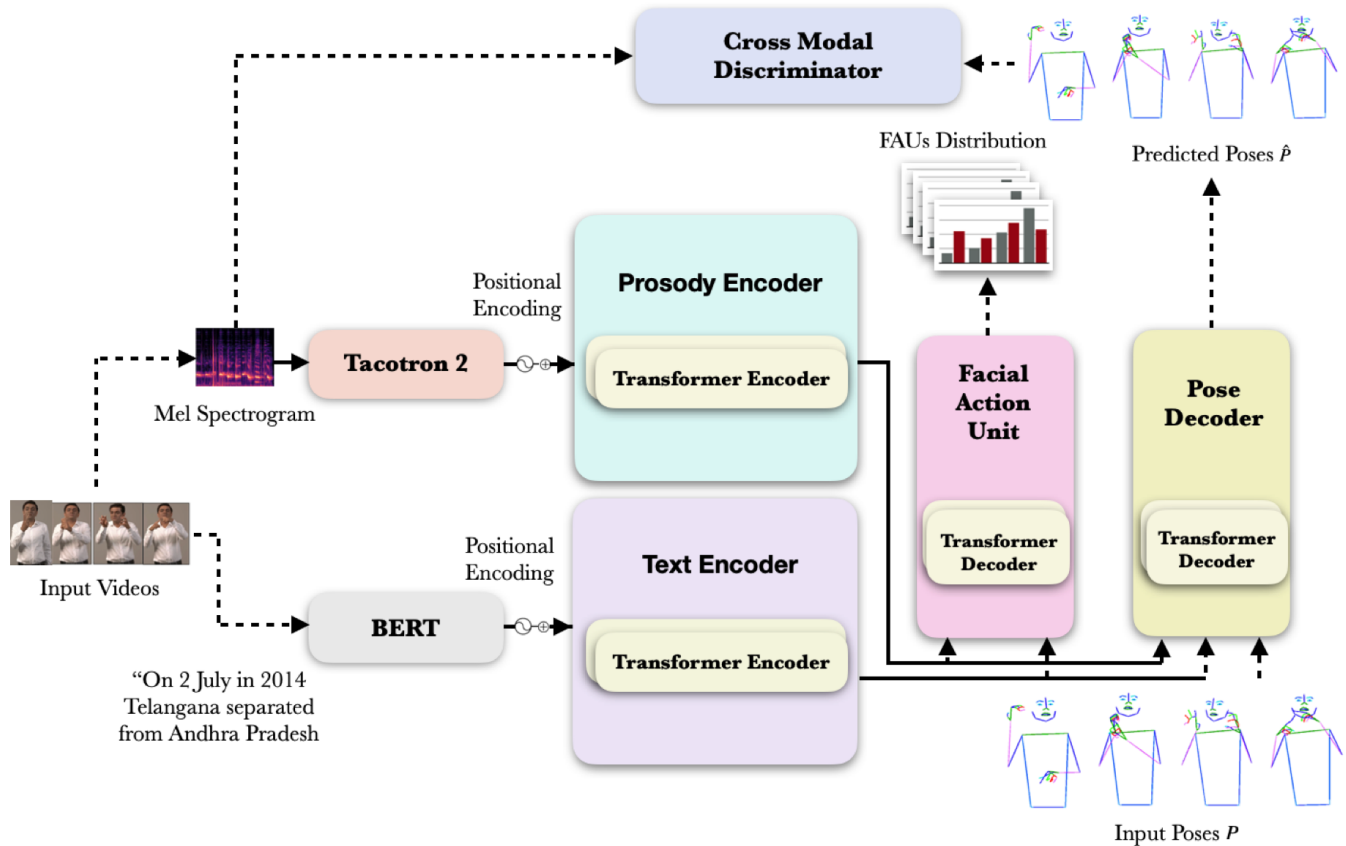 Cross Modal
Discriminator
FAUs Distribution
Predicted Poses P̂
Positional
Encoding
Prosody Encoder
Transformer Encoder
Tacotron 2
Mel Spectrogram
Facial
Action
Unit
Transformer
Decoder
Pose
Decoder
Transformer
Decoder
Input Videos
Positional
Encoding
Text Encoder
Transformer Encoder
BERT
“On 2 July in 2014
Telangana separated
from Andhra Pradesh
Input Poses P